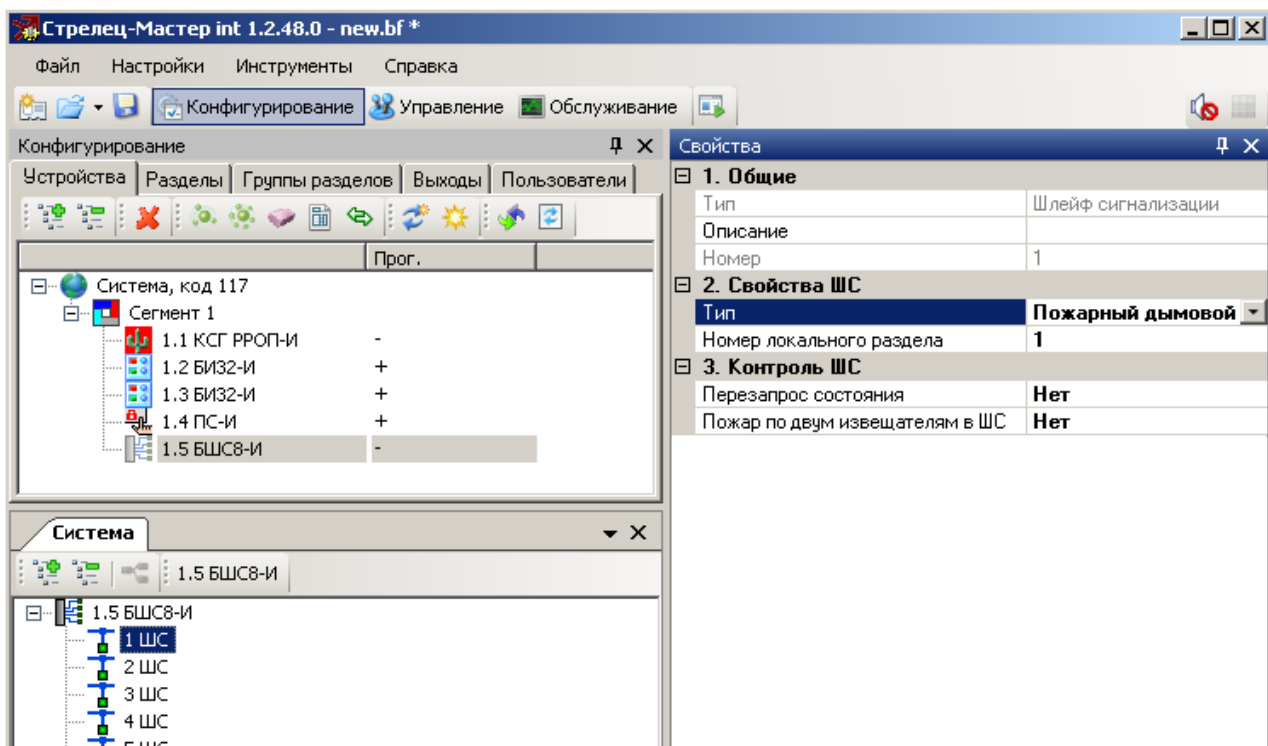 Стрелец-Мастер int 1.2.48.0 - new.bf *
Файл Настройки Инструменты Справка
Конфигурирование Управление Обслуживание
Конфигурирование
Устройства Разделы Группы разделов Выходы Пользователи
Прог.
Система, код 117
Сегмент 1
1.1 КСГ РРОП-И -
1.2 БИ32-И +
1.3 БИ32-И +
1.4 ПС-И +
1.5 БШС8-И -
Система
1.5 БШС8-И
1.5 БШС8-И
1 ШС
2 ШС
3 ШС
4 ШС
5 ШС
Свойства
1. Общие
Тип Шлейф сигнализации
Описание
Номер 1
2. Свойства ШС
Тип Пожарный дымовой
Номер локального раздела 1
3. Контроль ШС
Перезапрос состояния Нет
Пожар по двум извещателям в ШС Нет